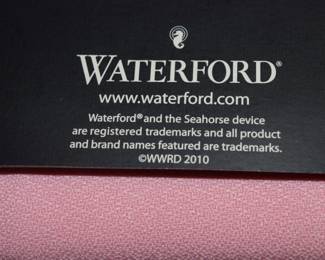 WATERFORD®
www.waterford.com
Waterford® and the Seahorse device
are registered trademarks and all product
and brand names featured are trademarks.
©WWRD 2010